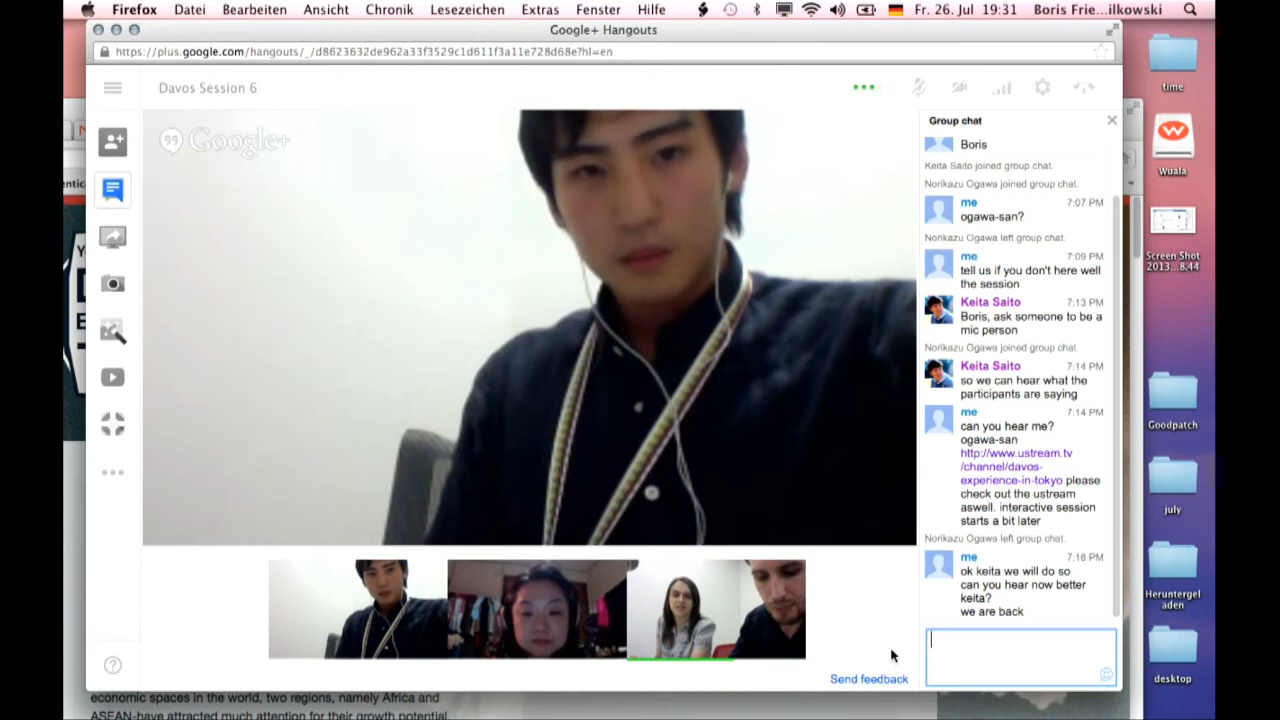 Firefox Datei Bearbeiten Ansicht Chronik Lesezeichen Extras Fenster Hilfe Fr. 26. Jul 19:31 Boris Frie...ilkowski
Google+ Hangouts
https://plus.google.com/hangouts/_/d8623632de962a33f3529c1d611f3a11e728d68e?hl=en
Davos Session 6
Google+
Group chat
Boris
Keita Saito joined group chat.
Norikazu Ogawa joined group chat.
me 7:07 PM
ogawa-san?
Norikazu Ogawa left group chat.
me 7:09 PM
tell us if you don't here well
the session
Keita Saito 7:13 PM
Boris, ask someone to be a
mic person
Norikazu Ogawa joined group chat.
Keita Saito 7:14 PM
so we can hear what the
participants are saying
me 7:14 PM
can you hear me?
ogawa-san
http://www.ustream.tv
/channel/davos-
experience-in-tokyo please
check out the ustream
aswell. interactive session
starts a bit later
Norikazu Ogawa left group chat.
me 7:18 PM
ok keita we will do so
can you hear now better
keita?
we are back
Send feedback
time
Wuala
Screen Shot
2013...8.44
Goodpatch
july
Heruntergel
aden
desktop
economic spaces in the world, two regions, namely Africa and
ASEAN-have attracted much attention for their growth potential.